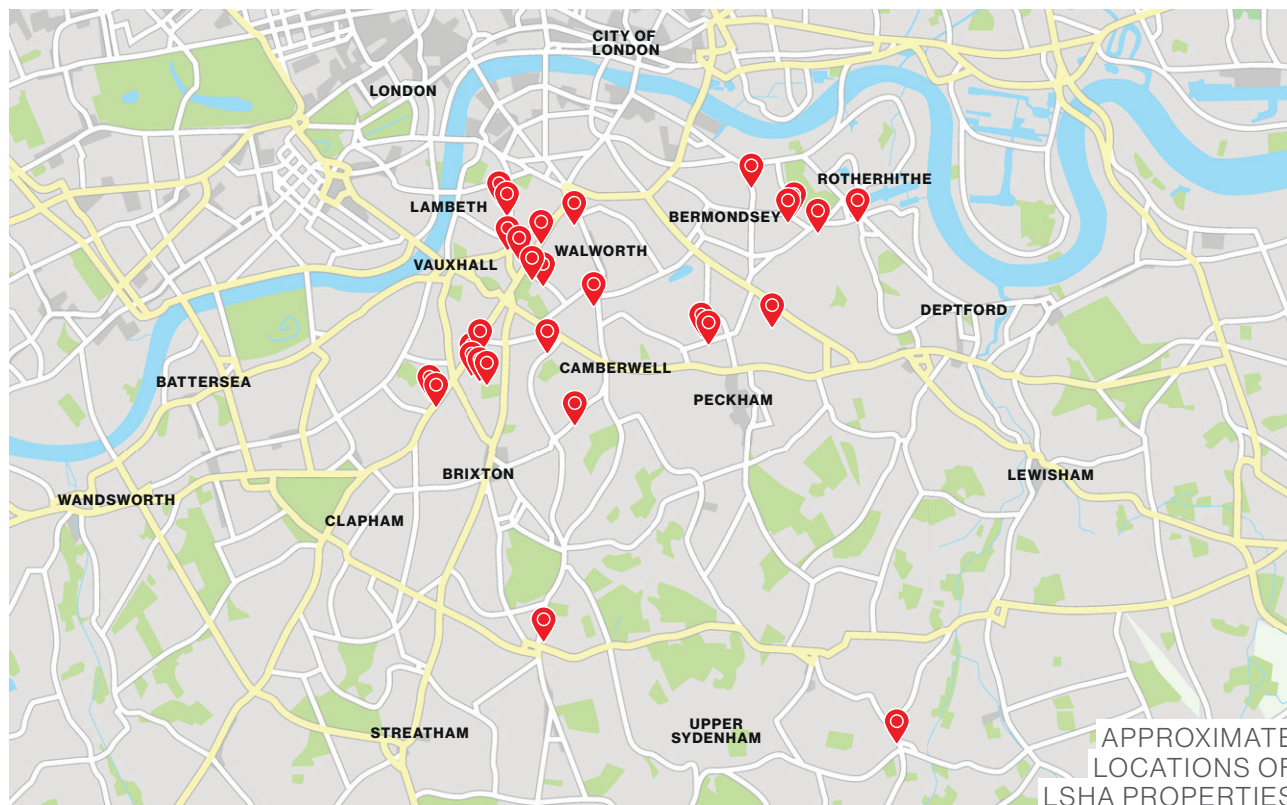 CITY OF
LONDON
LONDON
ROTHERHITHE
LAMBETH
BERMONDSEY
WALWORTH
VAUXHALL
DEPTFORD
CAMBERWELL
BATTERSEA
PECKHAM
BRIXTON
LEWISHAM
WANDSWORTH
CLAPHAM
UPPER
SYDENHAM
STREATHAM
APPROXIMATE
LOCATIONS OF
LSHA PROPERTIES